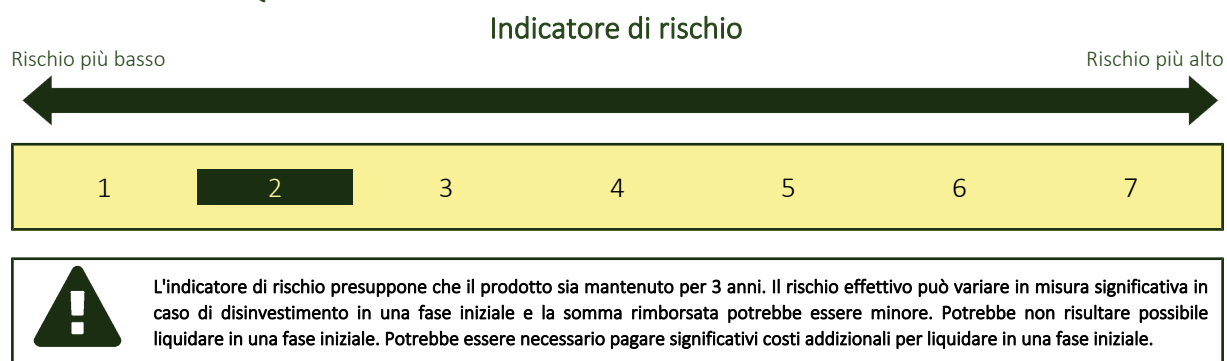 Indicatore di rischio
Rischio più basso
Rischio più alto
1 2 3 4 5 6 7
L'indicatore di rischio presuppone che il prodotto sia mantenuto per 3 anni. Il rischio effettivo può variare in misura significativa in
caso di disinvestimento in una fase iniziale e la somma rimborsata potrebbe essere minore. Potrebbe non risultare possibile
liquidare in una fase iniziale. Potrebbe essere necessario pagare significativi costi addizionali per liquidare in una fase iniziale.